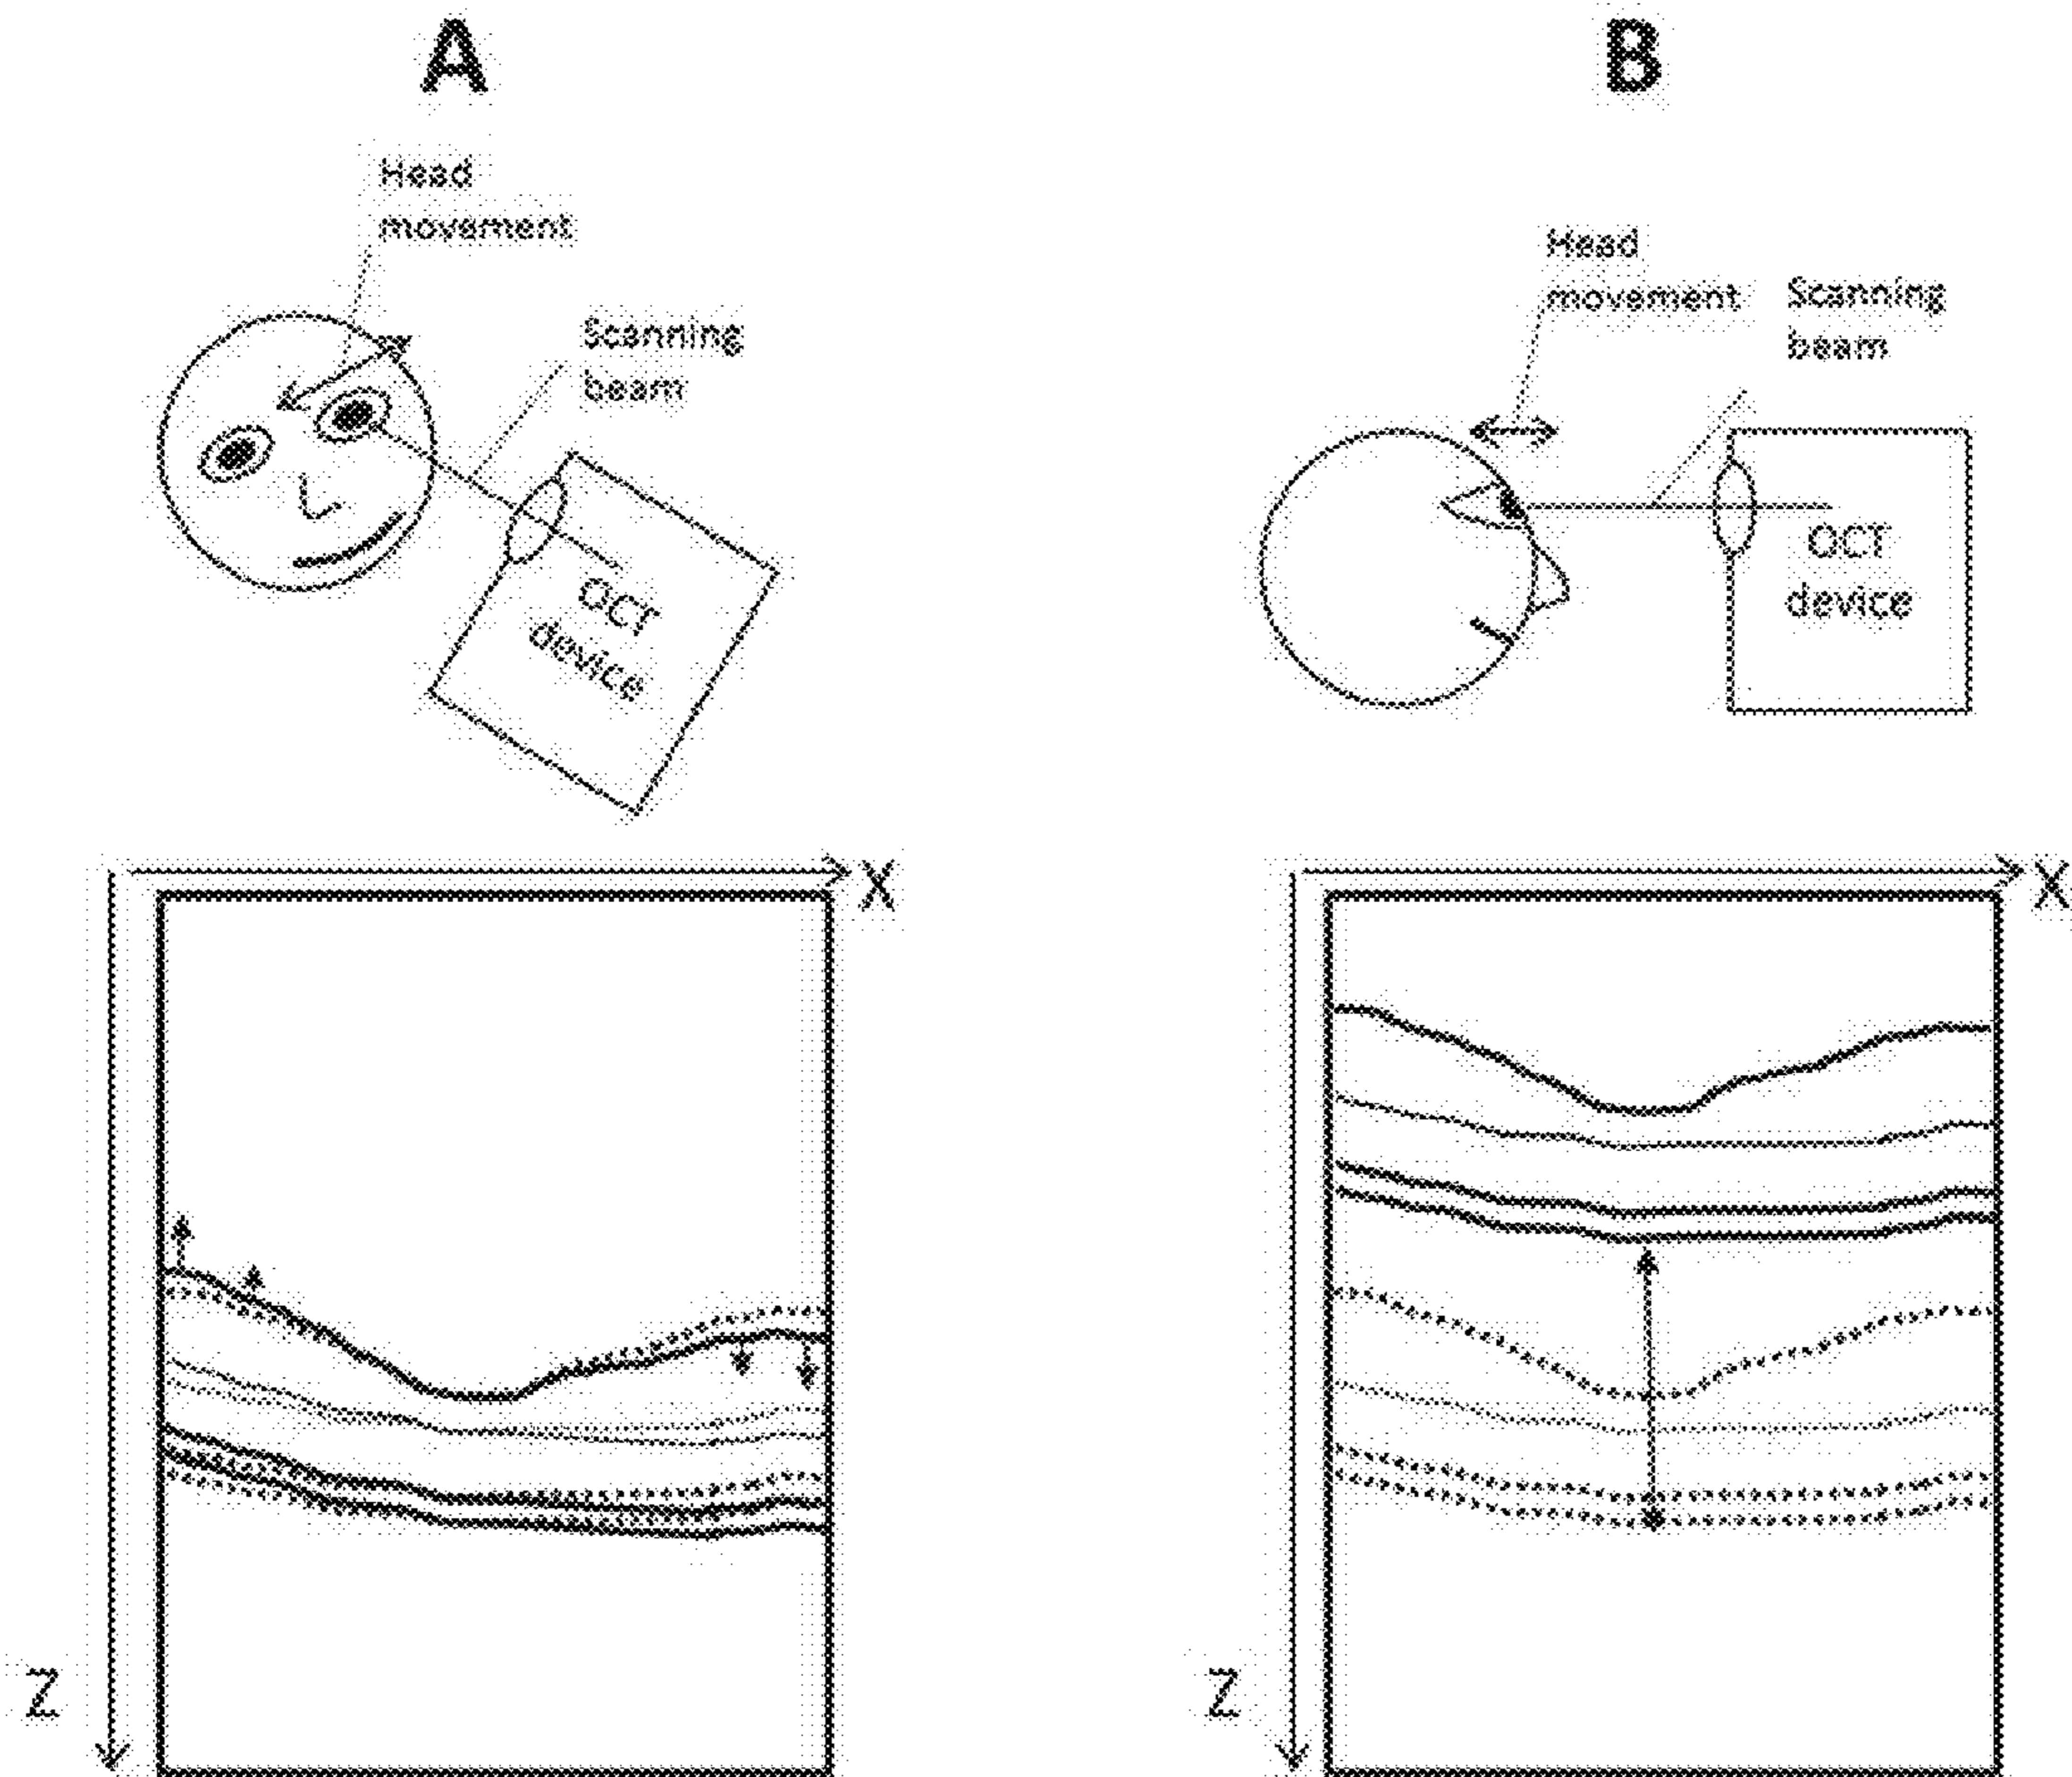 A
Head
movement
Scanning
beam
OCT
device
X
Z
B
Head
movement
Scanning
beam
OCT
device
X
Z